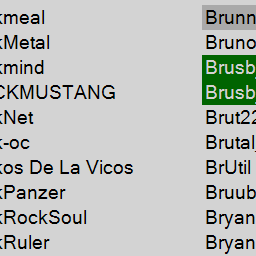 kmeal
kMetal
kmind
CKMUSTANG
kNet
k-oc
kos De La Vicos
kPanzer
kRockSoul
kRuler
Brunn
Bruno
Brusb
Brusb
Brut22
Brutal
BrUtil
Bruub
Bryan
Bryan